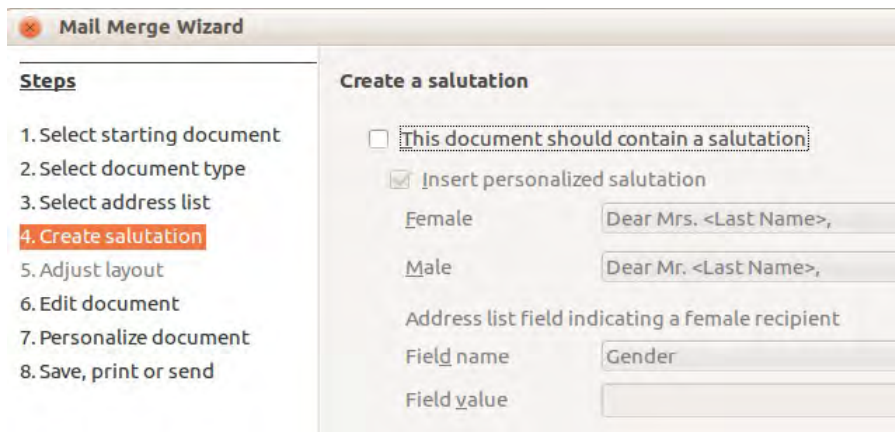 Mail Merge Wizard
Steps
1. Select starting document
2. Select document type
3. Select address list
4. Create salutation
5. Adjust layout
6. Edit document
7. Personalize document
8. Save, print or send
Create a salutation
This document should contain a salutation
Insert personalized salutation
Female Dear Mrs. <Last Name>,
Male Dear Mr. <Last Name>,
Address list field indicating a female recipient
Field name Gender
Field value